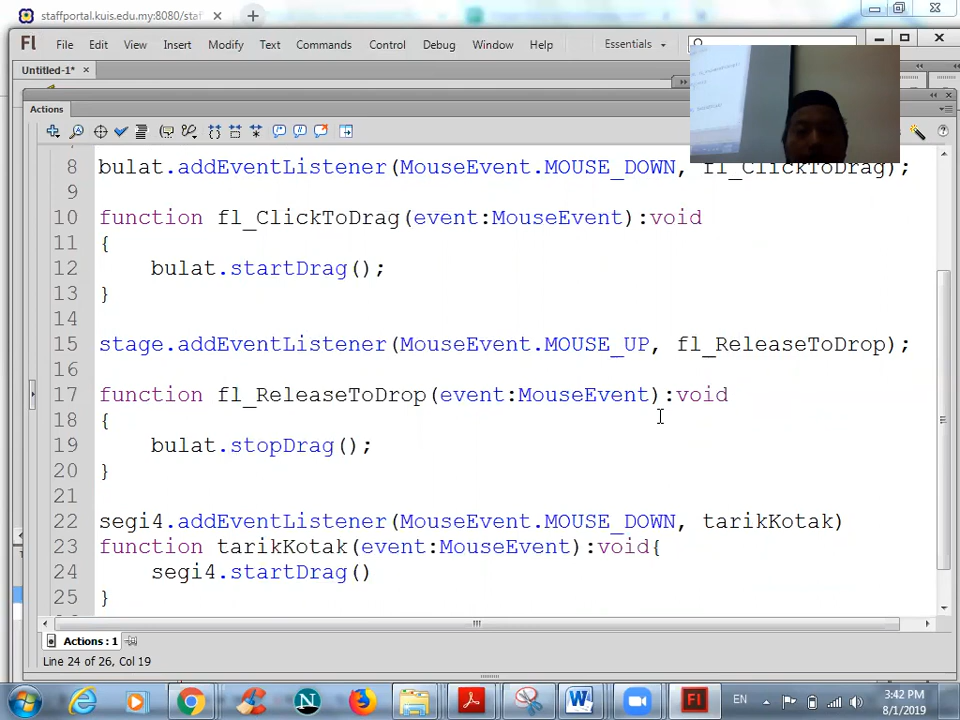 staffportal.kuis.edu.my:8080/staf
Fl File Edit View Insert Modify Text Commands Control Debug Window Help Essentials
Untitled-1*
Actions
8 bulat.addEventListener(MouseEvent.MOUSE_DOWN, fl_ClickToDrag);
9
10 function fl_ClickToDrag(event:MouseEvent):void
11 {
12 bulat.startDrag();
13 }
14
15 stage.addEventListener(MouseEvent.MOUSE_UP, fl_ReleaseToDrop);
16
17 function fl_ReleaseToDrop(event:MouseEvent):void
18 {
19 bulat.stopDrag();
20 }
21
22 segi4.addEventListener(MouseEvent.MOUSE_DOWN, tarikKotak)
23 function tarikKotak(event:MouseEvent):void{
24 segi4.startDrag()
25 }
Actions : 1
Line 24 of 26, Col 19
N W Fl EN 3:42 PM
8/1/2019